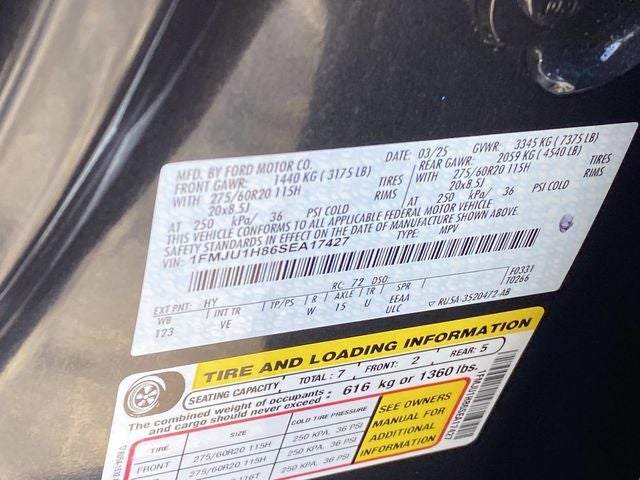 MFD. BY FORD MOTOR CO.
DATE: 03/25 GVWR: 3345 KG (7375 LB)
FRONT GAWR: 1440 KG (3175 LB) REAR GAWR: 2059 KG (4540 LB)
WITH 275/60R20 115H TIRES WITH 275/60R20 115H TIRES
20x8.5J RIMS 20x8.5J RIMS
AT 250 kPa/ 36 PSI COLD AT 250 kPa/ 36 PSI COLD
THIS VEHICLE CONFORMS TO ALL APPLICABLE FEDERAL MOTOR VEHICLE
SAFETY STANDARDS IN EFFECT ON THE DATE OF MANUFACTURE SHOWN ABOVE.
VIN: 1FMJU1H86SEA17427 TYPE: MPV
EXT PNT: HY RC: 72 DSO: F0331
WB INT TR TP/PS R AXLE TR SPR T0266
123 VE W 15 U EEAA
ULC ▽ RU5A-3520472-AB
TIRE AND LOADING INFORMATION
SEATING CAPACITY TOTAL: 7 FRONT: 2 REAR: 5
The combined weight of occupants
and cargo should never exceed: 616 kg or 1360 lbs.
TIRE SIZE COLD TIRE PRESSURE
FRONT 275/60R20 115H 250 KPA, 36 PSI
275/60R20 115H 250 KPA, 36 PSI
116T 250 KPA, 36 PSI
SEE OWNERS
MANUAL FOR
ADDITIONAL
INFORMATION
1FMJU1H86SEA17427